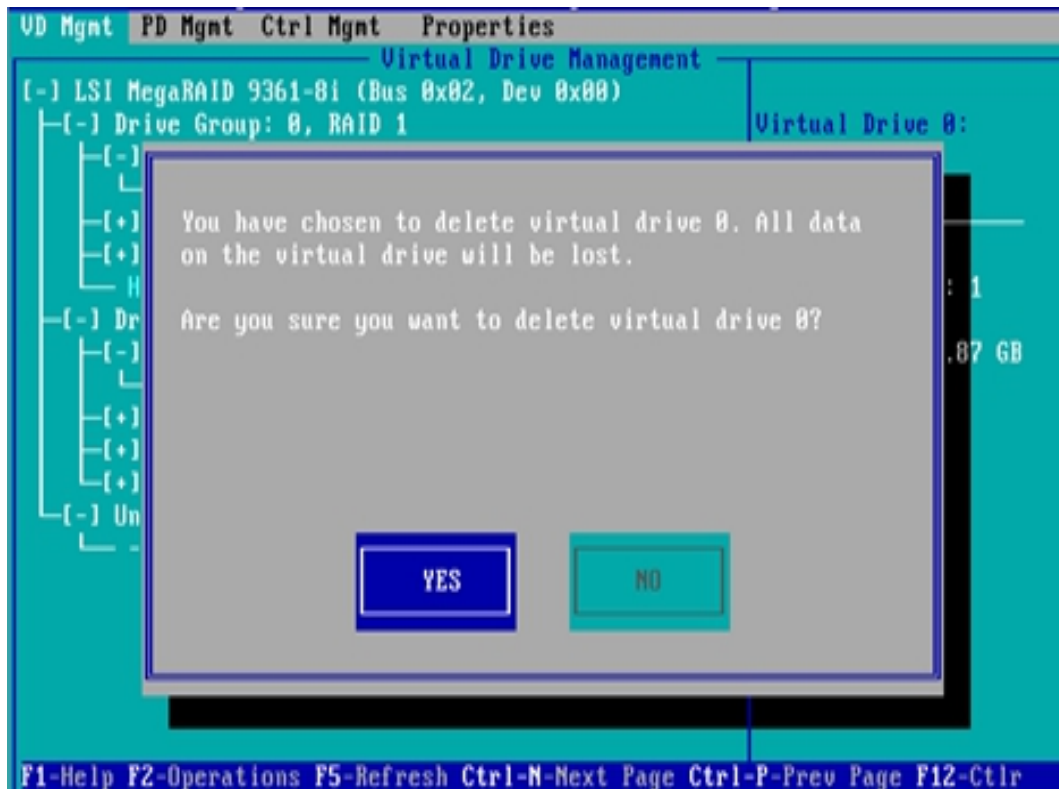 VD Mgmt PD Mgmt Ctrl Mgmt Properties
Virtual Drive Management
[-] LSI MegaRAID 9361-8i (Bus 0x02, Dev 0x00)
[-] Drive Group: 0, RAID 1
Virtual Drive 0:
[-]
You have chosen to delete virtual drive 0. All data
[+]
on the virtual drive will be lost.
[+]
H
: 1
Are you sure you want to delete virtual drive 0?
[-] Dr
[-]
.87 GB
[+]
[+]
[+]
[-] Un
YES NO
F1-Help F2-Operations F5-Refresh Ctrl-N-Next Page Ctrl-P-Prev Page F12-Ctlr